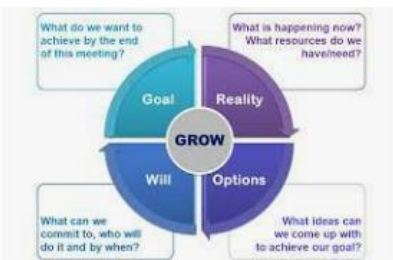 What do we want to
achieve by the end
of this meeting?
What is happening now?
What resources do we
have/need?
Goal
Reality
GROW
Will
Options
What can we
commit to, who will
do it and by when?
What ideas can
we come up with
to achieve our goal?